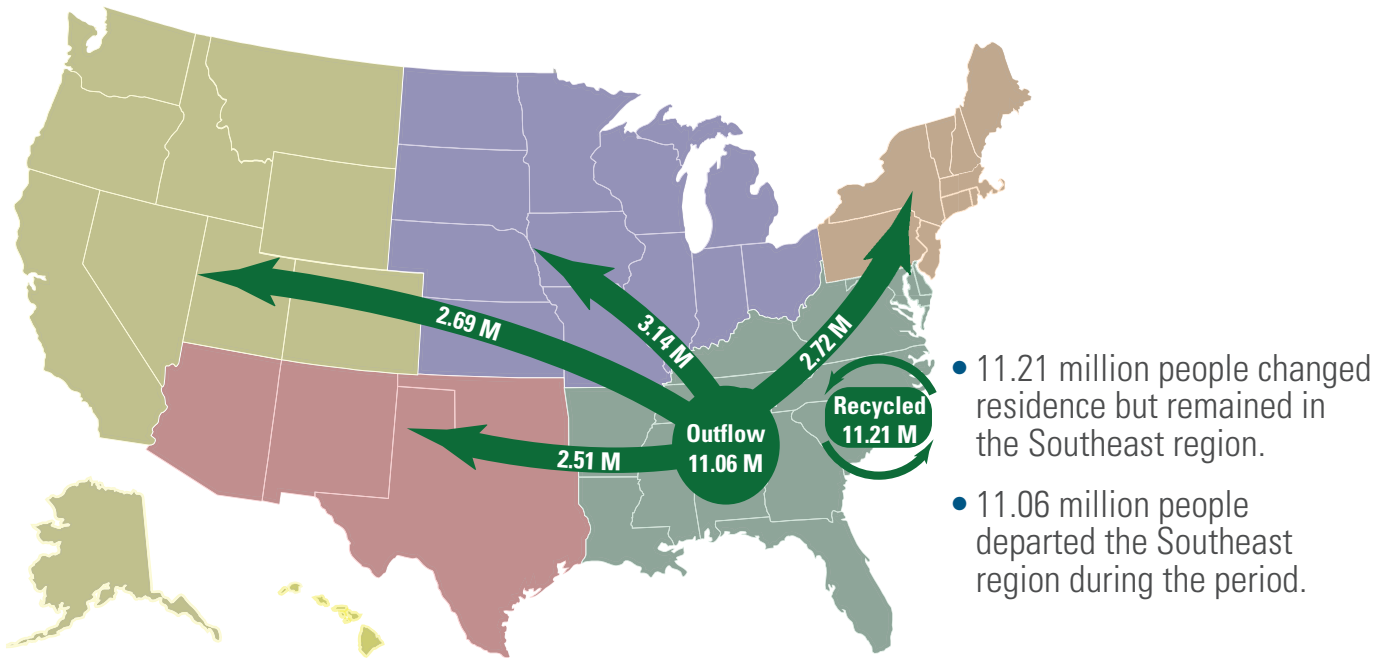 2.69 M
3.14 M
2.72 M
2.51 M
Outflow
11.06 M
Recycled
11.21 M
• 11.21 million people changed
residence but remained in
the Southeast region.
• 11.06 million people
departed the Southeast
region during the period.